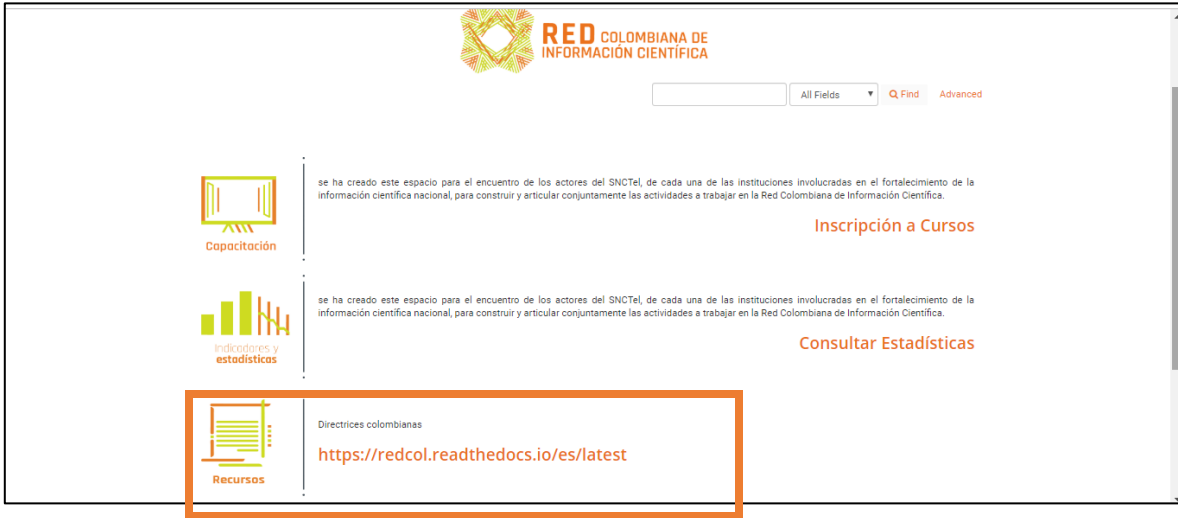 RED COLOMBIANA DE
INFORMACIÓN CIENTÍFICA
All Fields
Find
Advanced
se ha creado este espacio para el encuentro de los actores del SNCTeI, de cada una de las instituciones involucradas en el fortalecimiento de la
información científica nacional, para construir y articular conjuntamente las actividades a trabajar en la Red Colombiana de Información Científica.
Capacitación
Inscripción a Cursos
se ha creado este espacio para el encuentro de los actores del SNCTeI, de cada una de las instituciones involucradas en el fortalecimiento de la
información científica nacional, para construir y articular conjuntamente las actividades a trabajar en la Red Colombiana de Información Científica.
Indicadores y
estadísticas
Consultar Estadísticas
Directrices colombianas
https://redcol.readthedocs.io/es/latest
Recursos